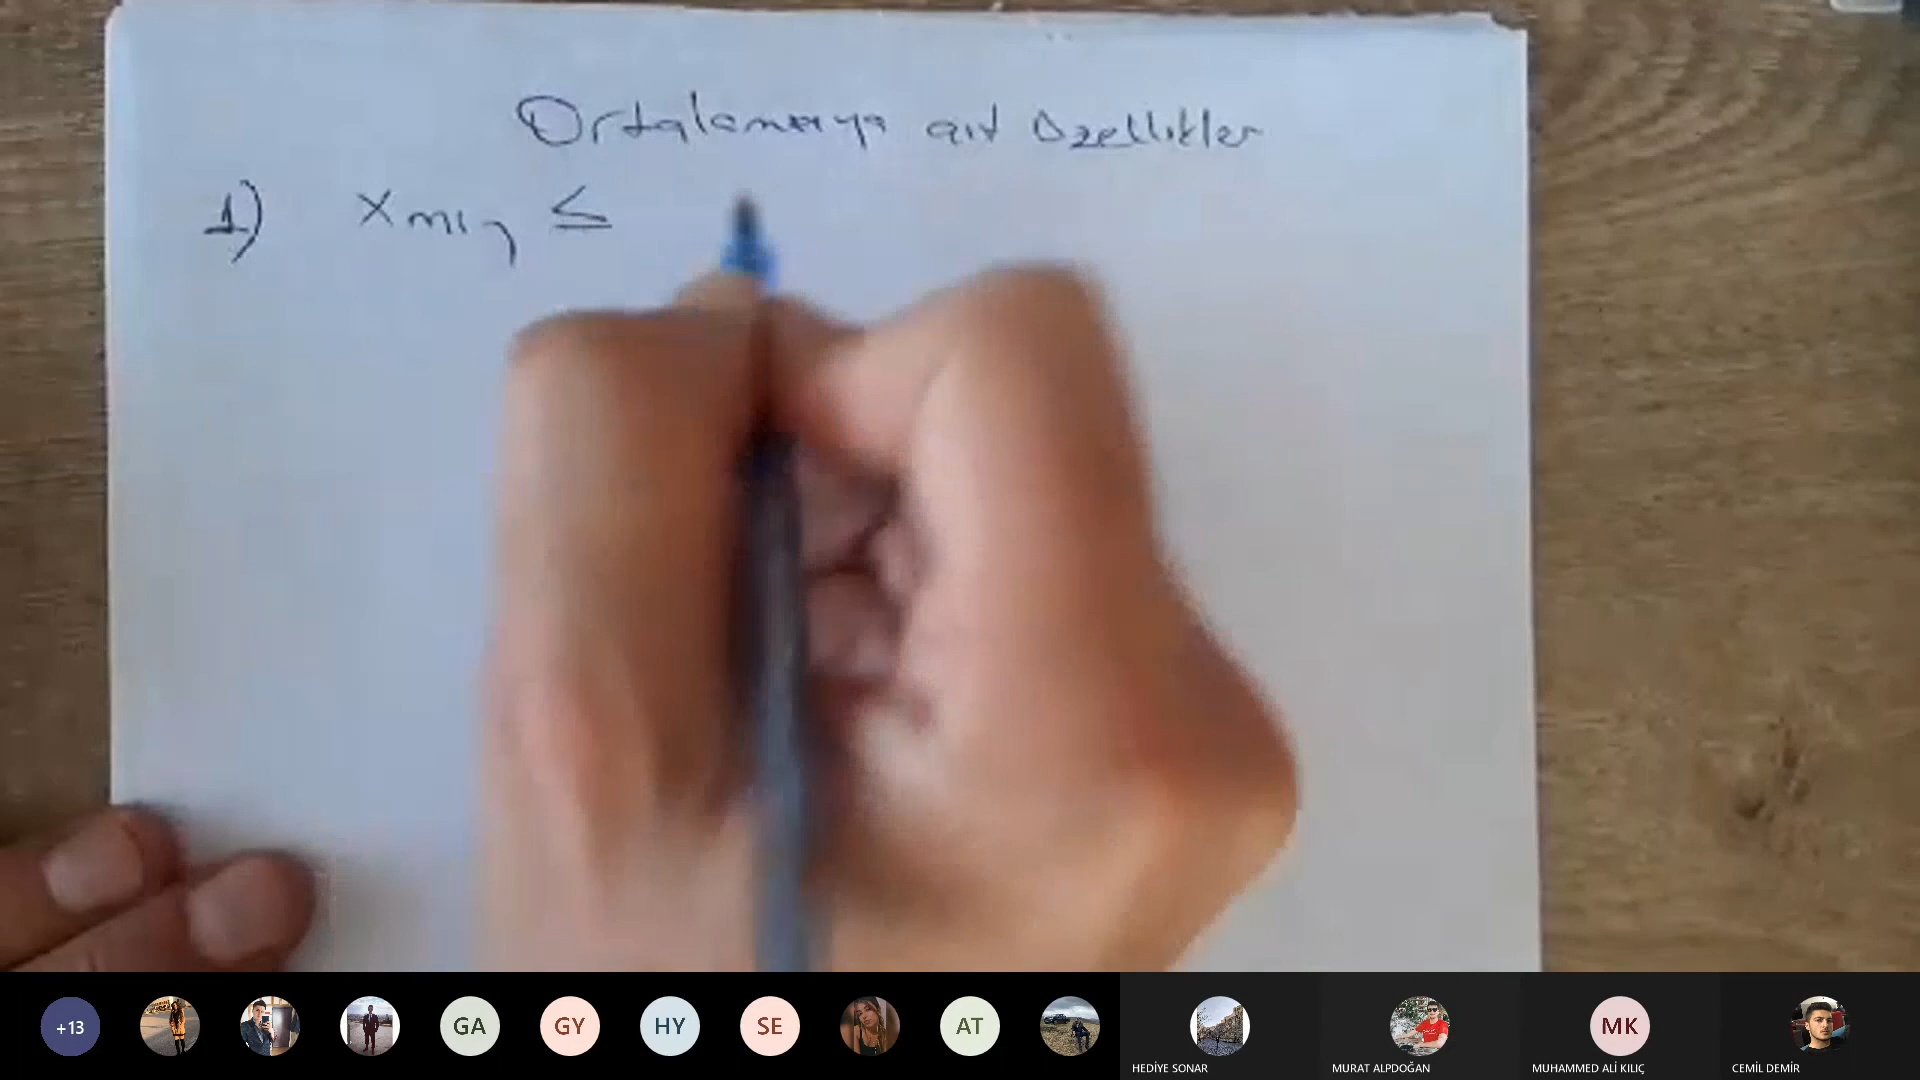 Ortalamaya ait Özellikler
1) Xmin ≤
+13 GA GY HY SE AT MK
HEDİYE SONAR MURAT ALPDOĞAN MUHAMMED ALİ KILIÇ CEMİL DEMİR